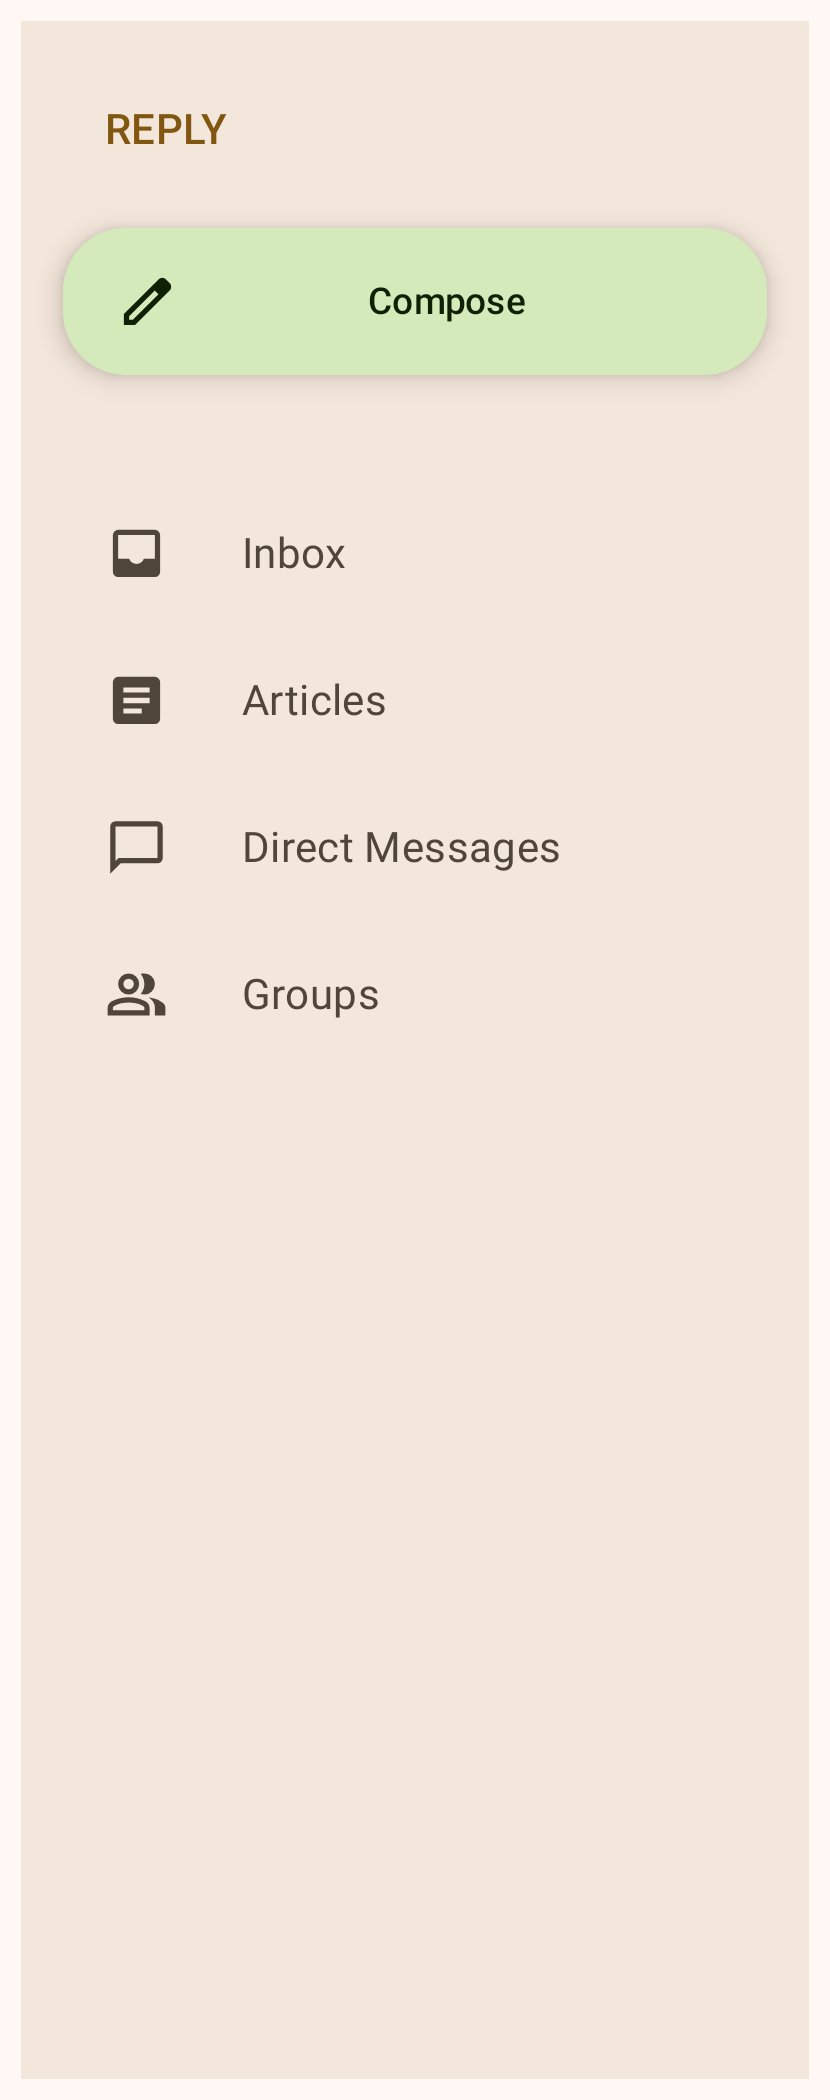 REPLY
Compose
Inbox
Articles
Direct Messages
Groups